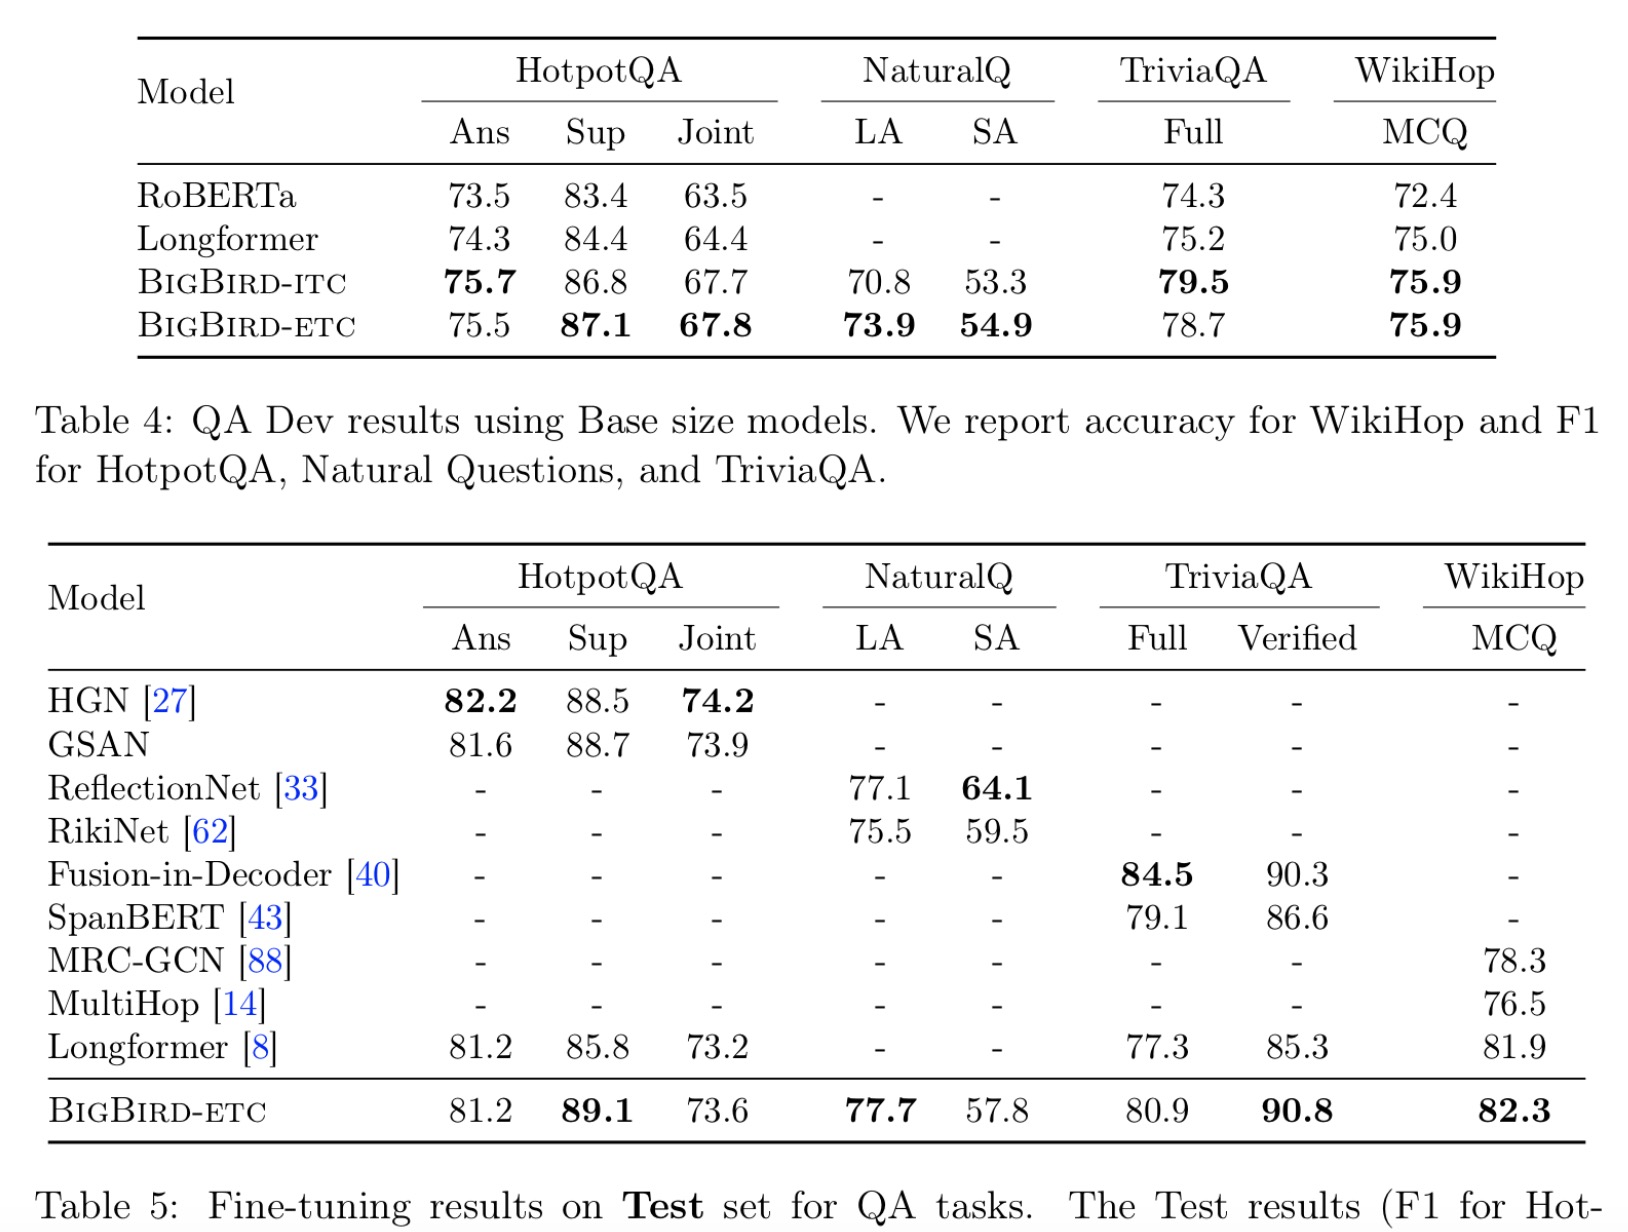 Model HotpotQA NaturalQ TriviaQA WikiHop
Ans Sup Joint LA SA Full MCQ
RoBERTa 73.5 83.4 63.5 - - 74.3 72.4
Longformer 74.3 84.4 64.4 - - 75.2 75.0
BIGBIRD-ITC 75.7 86.8 67.7 70.8 53.3 79.5 75.9
BIGBIRD-ETC 75.5 87.1 67.8 73.9 54.9 78.7 75.9
Table 4: QA Dev results using Base size models. We report accuracy for WikiHop and F1
for HotpotQA, Natural Questions, and TriviaQA.
Model HotpotQA NaturalQ TriviaQA WikiHop
Ans Sup Joint LA SA Full Verified MCQ
HGN [27] 82.2 88.5 74.2 - - - - -
GSAN 81.6 88.7 73.9 - - - - -
ReflectionNet [33] - - - 77.1 64.1 - - -
RikiNet [62] - - - 75.5 59.5 - - -
Fusion-in-Decoder [40] - - - - - 84.5 90.3 -
SpanBERT [43] - - - - - 79.1 86.6 -
MRC-GCN [88] - - - - - - - 78.3
MultiHop [14] - - - - - - - 76.5
Longformer [8] 81.2 85.8 73.2 - - 77.3 85.3 81.9
BIGBIRD-ETC 81.2 89.1 73.6 77.7 57.8 80.9 90.8 82.3
Table 5: Fine-tuning results on Test set for QA tasks. The Test results (F1 for Hot-